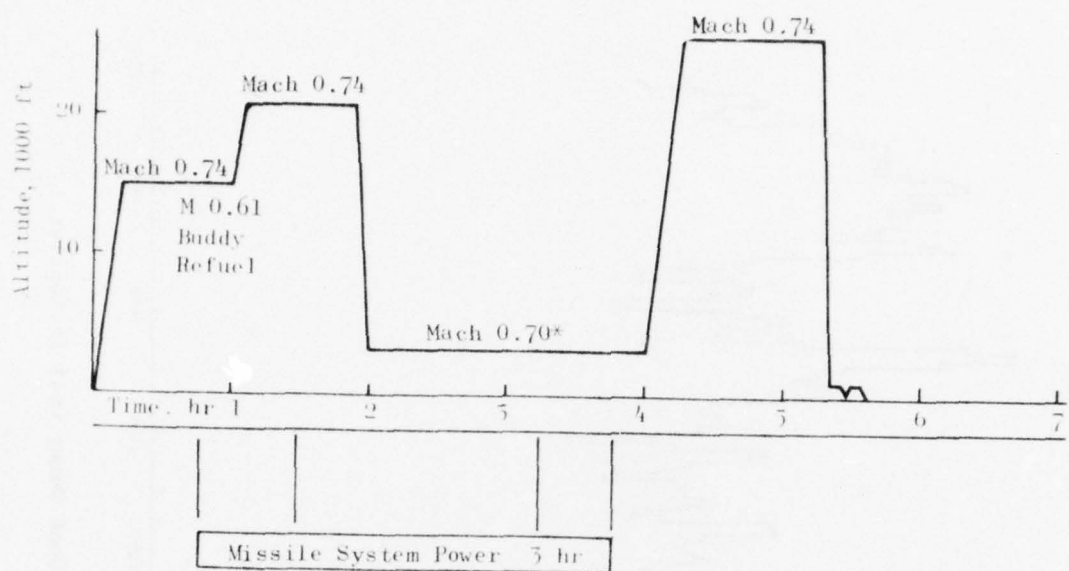 Mach 0.74
Mach 0.74
20
Mach 0.74
M 0.61
Buddy
Refuel
10
Altitude, 1000 ft
Mach 0.70*
Time, hr 1
2
3
4
5
6
7
Missile System Power 3 hr